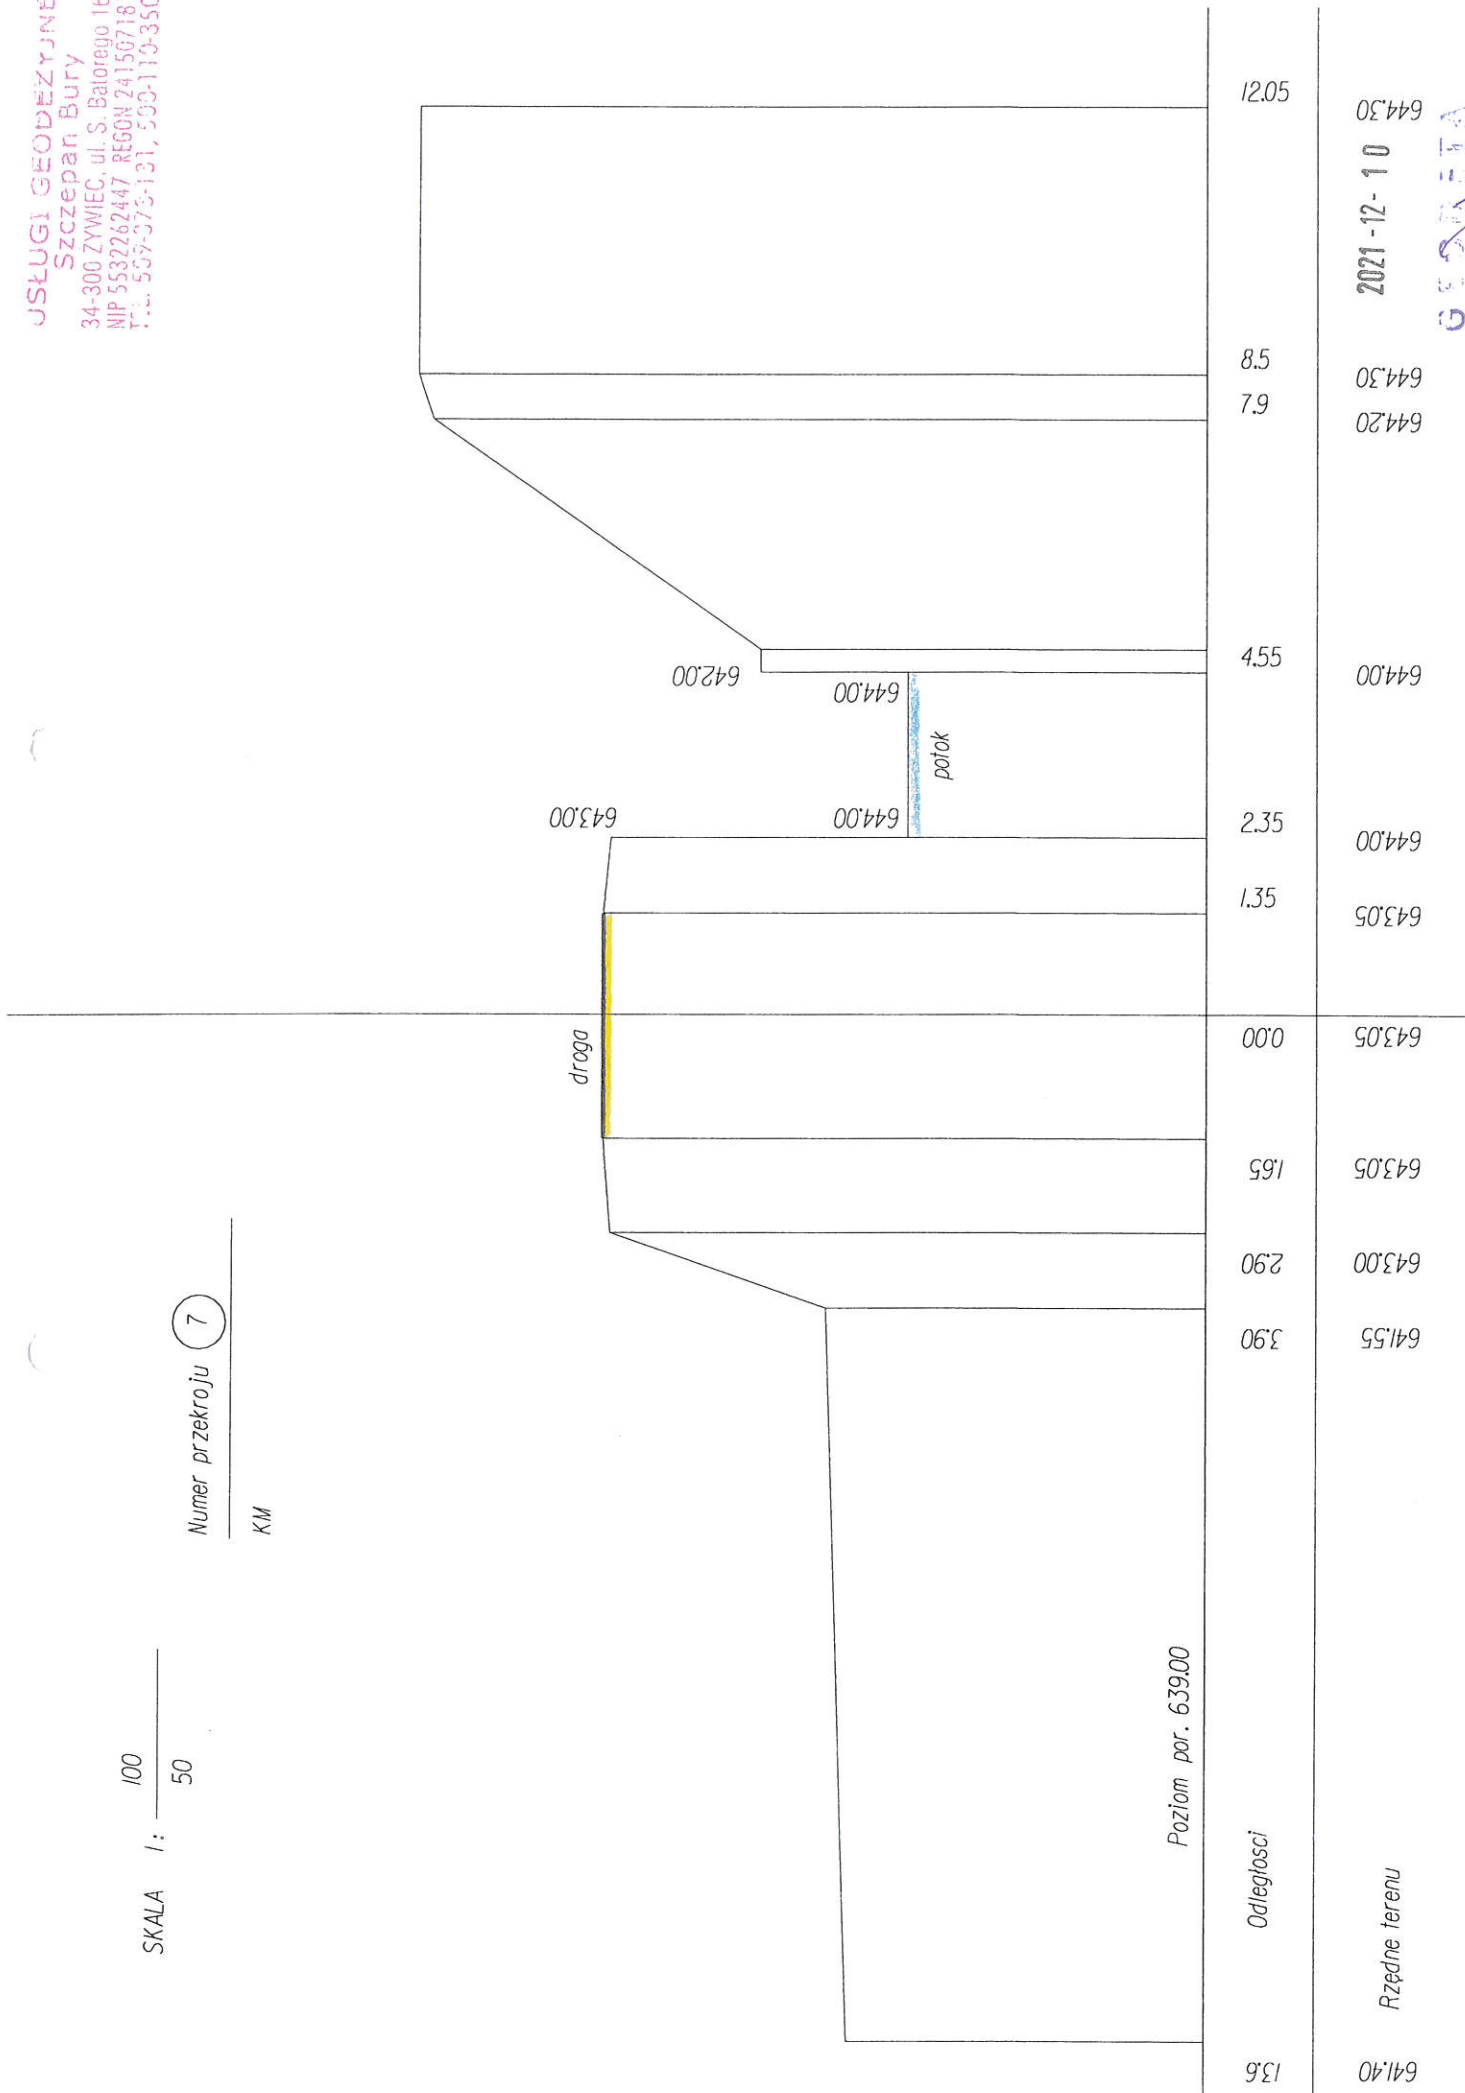 USŁUGI GEODEZYJNE
Szczepan Bury
34-300 ŻYWIEC, ul. S. Batorego 16
NIP 5532262447 REGON 24150718
SKALA 1: 100
50
Numer przekroju 7
KM
droga
643.00
644.00
644.00
potok
642.00
Poziom por. 639.00
Odległosci
13.6 3.90 2.90 1.65 0.00 1.35 2.35 4.55 7.9 8.5 12.05
Rzędne terenu
641.40 641.55 643.00 643.05 643.05 643.05 644.00 644.00 644.20 644.30 644.30
2021 -12- 10